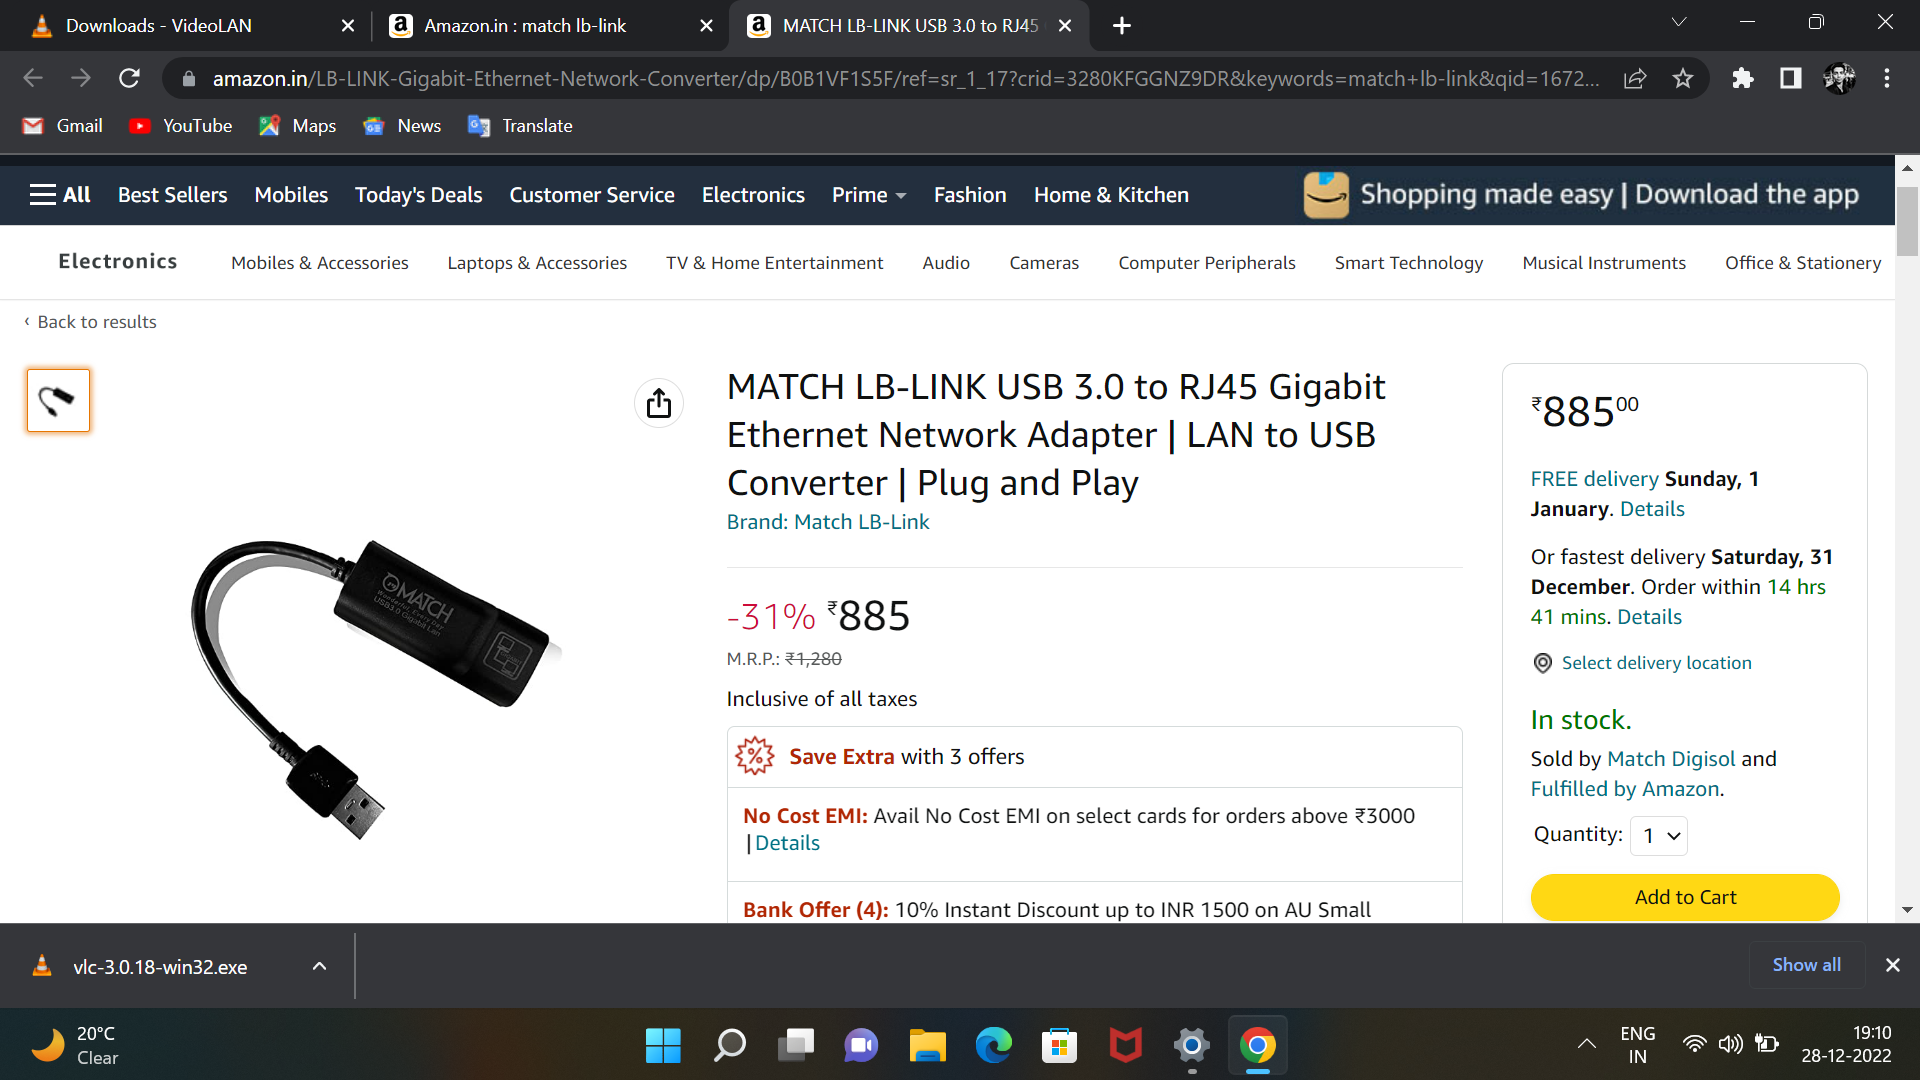 Downloads - VideoLAN
Amazon.in : match lb-link
MATCH LB-LINK USB 3.0 to RJ45
amazon.in/LB-LINK-Gigabit-Ethernet-Network-Converter/dp/B0B1VF1S5F/ref=sr_1_17?crid=3280KFGGNZ9DR&keywords=match+lb-link&qid=1672...
Gmail YouTube Maps News Translate
All Best Sellers Mobiles Today's Deals Customer Service Electronics Prime Fashion Home & Kitchen Shopping made easy | Download the app
Electronics Mobiles & Accessories Laptops & Accessories TV & Home Entertainment Audio Cameras Computer Peripherals Smart Technology Musical Instruments Office & Stationery
‹ Back to results
MATCH LB-LINK USB 3.0 to RJ45 Gigabit
Ethernet Network Adapter | LAN to USB
Converter | Plug and Play
Brand: Match LB-Link
-31% ₹885
M.R.P.: ₹1,280
Inclusive of all taxes
Save Extra with 3 offers
No Cost EMI: Avail No Cost EMI on select cards for orders above ₹3000
| Details
Bank Offer (4): 10% Instant Discount up to INR 1500 on AU Small
MATCH
Wonderful, Every Day
USB3.0 Gigabit Lan
GIGABIT
₹885 00
FREE delivery Sunday, 1
January. Details
Or fastest delivery Saturday, 31
December. Order within 14 hrs
41 mins. Details
Select delivery location
In stock.
Sold by Match Digisol and
Fulfilled by Amazon.
Quantity: 1
Add to Cart
vlc-3.0.18-win32.exe
Show all
20°C
Clear
ENG
IN
19:10
28-12-2022